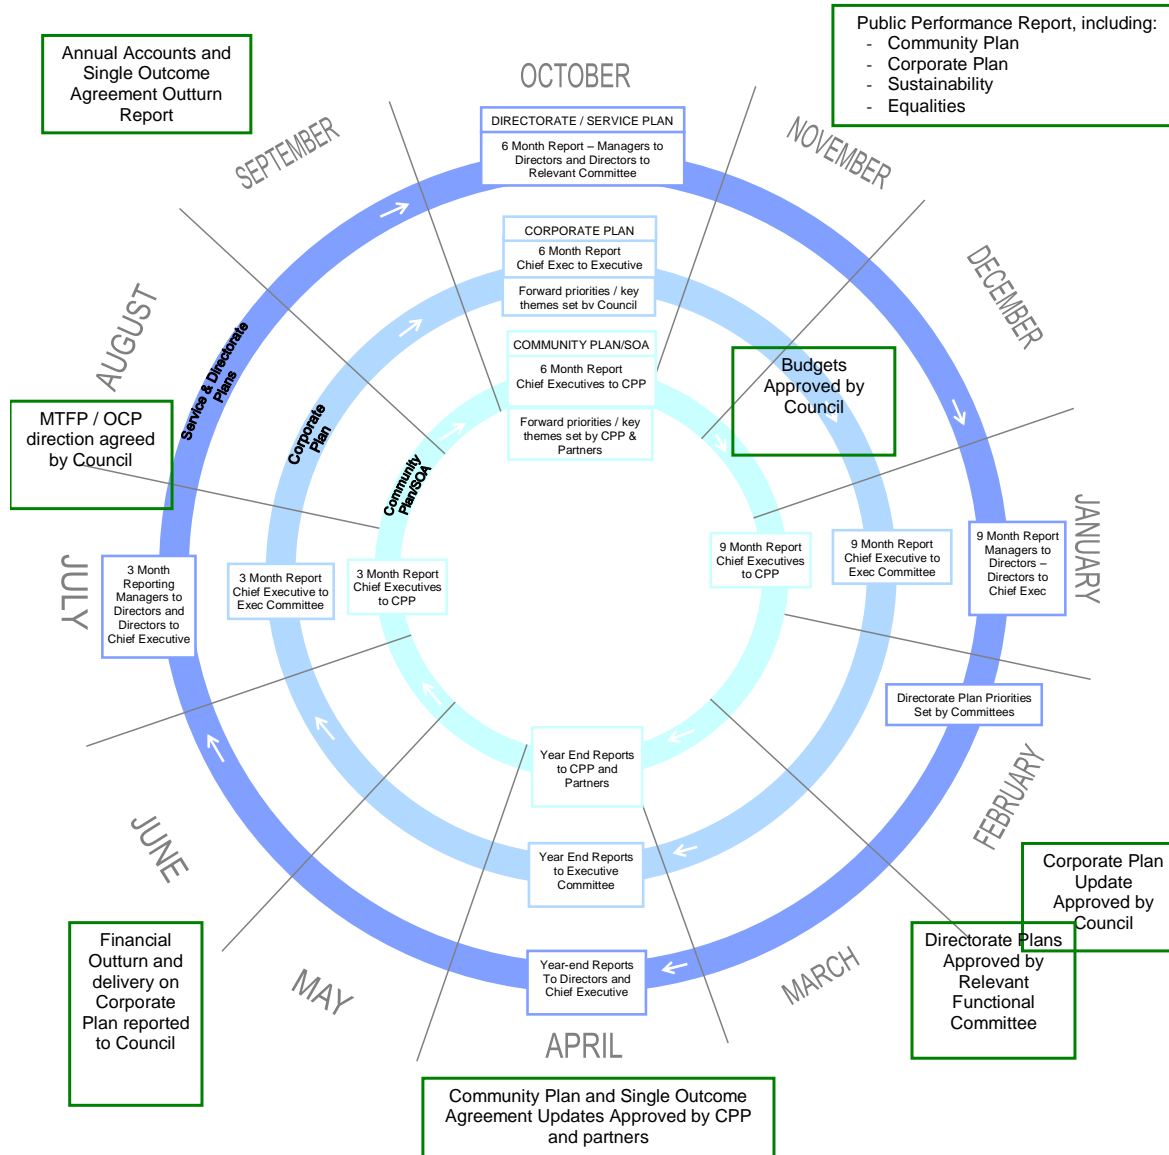 Annual Accounts and
Single Outcome
Agreement Outturn
Report
Public Performance Report, including:
- Community Plan
- Corporate Plan
- Sustainability
- Equalities
OCTOBER
SEPTEMBER
NOVEMBER
DIRECTORATE / SERVICE PLAN
6 Month Report – Managers to
Directors and Directors to
Relevant Committee
CORPORATE PLAN
6 Month Report
Chief Exec to Executive
Forward priorities / key
themes set by Council
COMMUNITY PLAN/SOA
6 Month Report
Chief Executives to CPP
Forward priorities / key
themes set by CPP &
Partners
DECEMBER
AUGUST
Service & Directorate
Plans
Corporate
Plan
Community
Plan/SOA
Budgets
Approved by
Council
MTFP / OCP
direction agreed
by Council
JULY
3 Month
Reporting
Managers to
Directors and
Directors to
Chief Executive
3 Month Report
Chief Executive to
Exec Committee
3 Month Report
Chief Executives
to CPP
9 Month Report
Chief Executives
to CPP
9 Month Report
Chief Executive to
Exec Committee
9 Month Report
Managers to
Directors –
Directors to
Chief Exec
JANUARY
Directorate Plan Priorities
Set by Committees
FEBRUARY
Year End Reports
to CPP and
Partners
Year End Reports
to Executive
Committee
Year-end Reports
To Directors and
Chief Executive
JUNE
MAY
APRIL
MARCH
Corporate Plan
Update
Approved by
Council
Directorate Plans
Approved by
Relevant
Functional
Committee
Financial
Outturn and
delivery on
Corporate
Plan reported
to Council
Community Plan and Single Outcome
Agreement Updates Approved by CPP
and partners